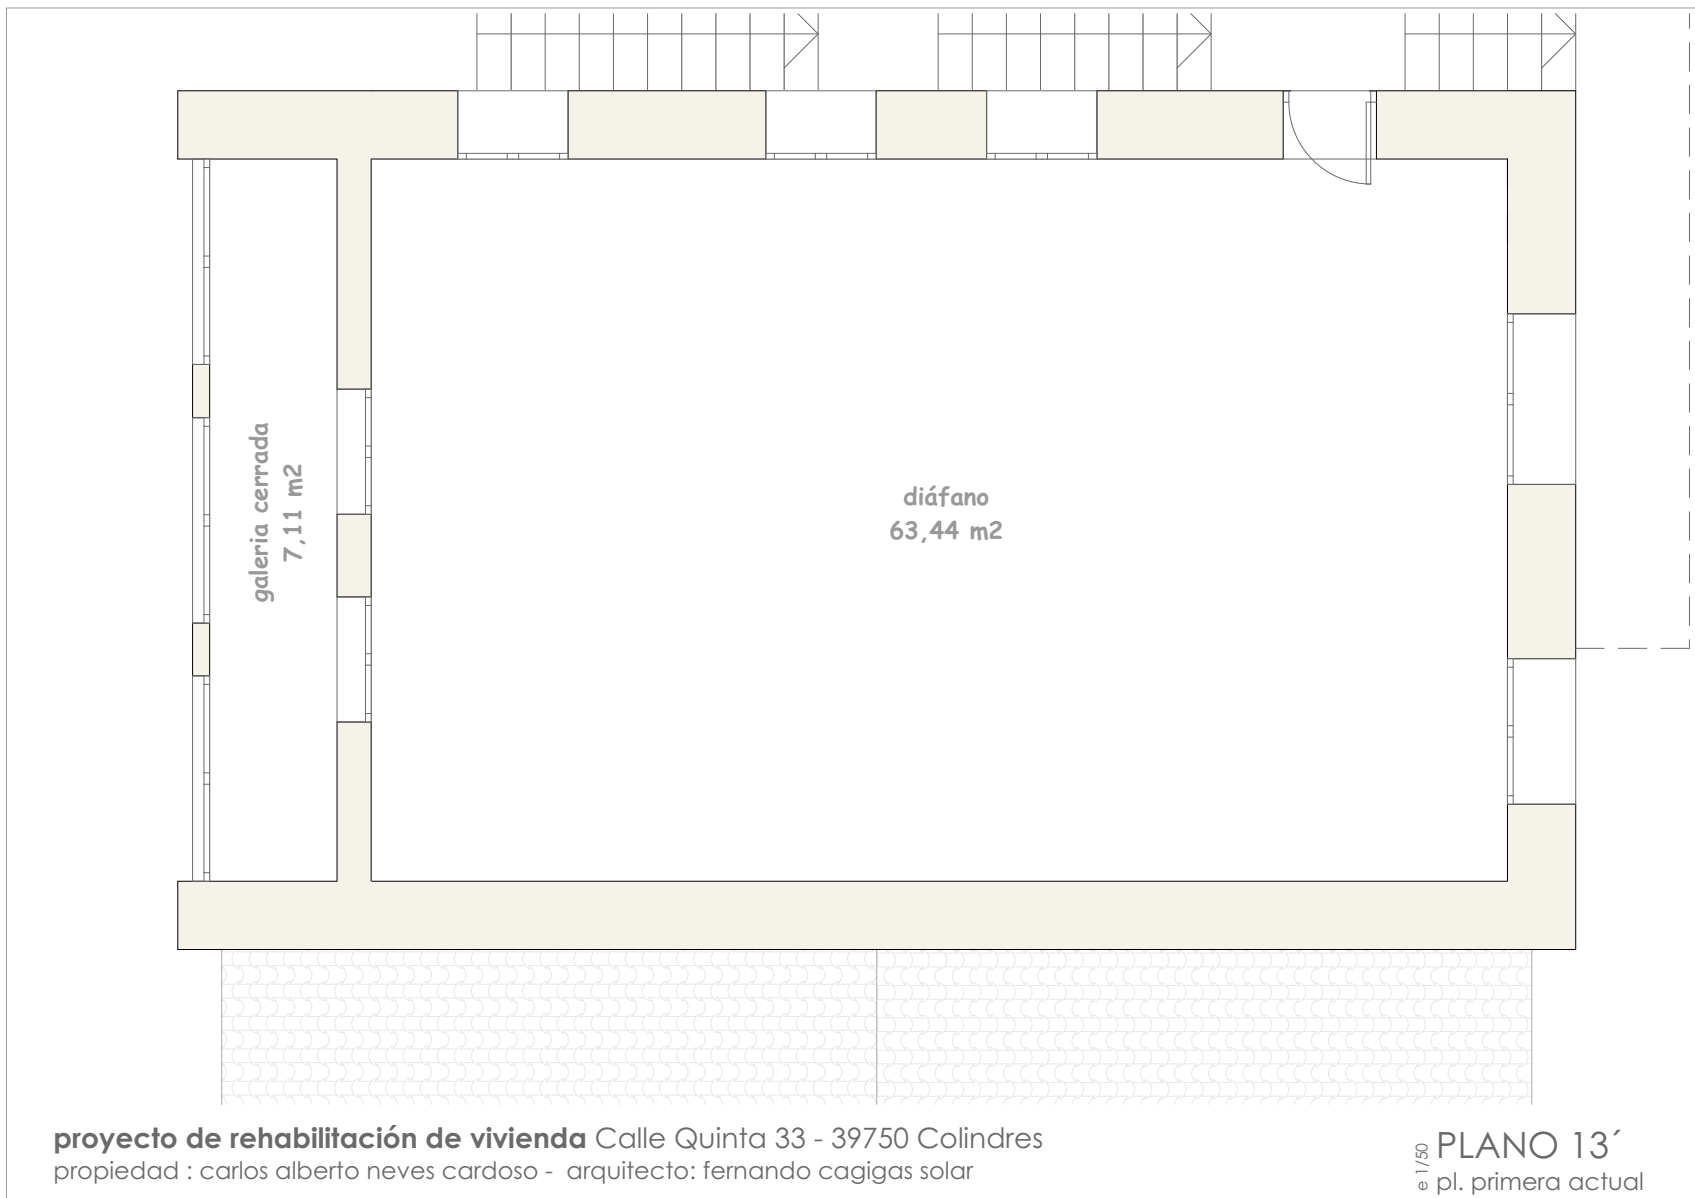 galeria cerrada
7,11 m2
diáfano
63,44 m2
proyecto de rehabilitación de vivienda Calle Quinta 33 - 39750 Colindres
propiedad : carlos alberto neves cardoso - arquitecto: fernando cagigas solar
e 1/50
PLANO 13´
pl. primera actual